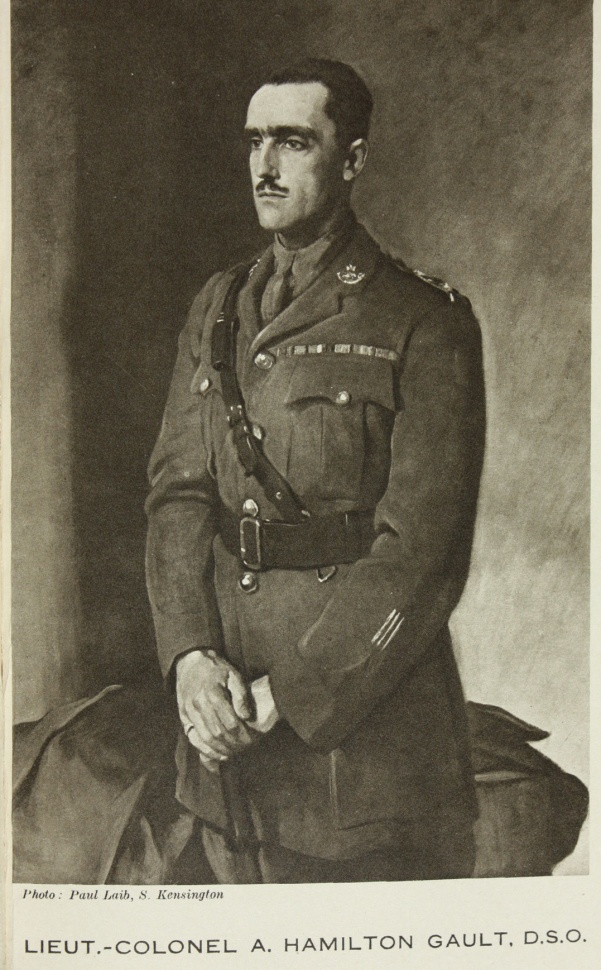 Photo: Paul Laib, S. Kensington
LIEUT.-COLONEL A. HAMILTON GAULT, D.S.O.